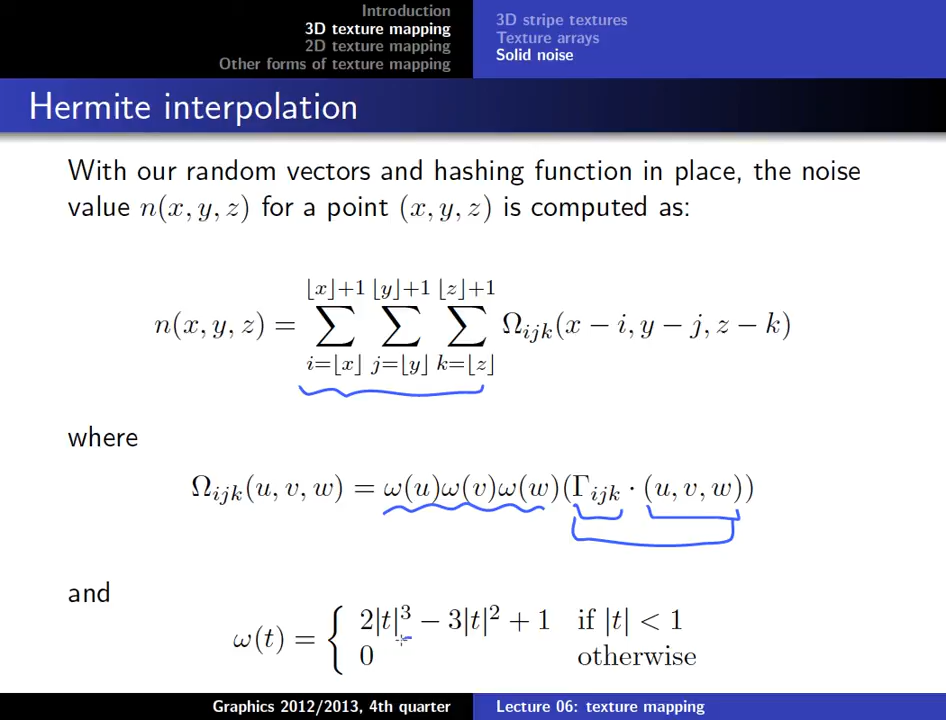 Introduction
3D texture mapping
2D texture mapping
Other forms of texture mapping
3D stripe textures
Texture arrays
Solid noise
Hermite interpolation
With our random vectors and hashing function in place, the noise
value n(x, y, z) for a point (x, y, z) is computed as:
⌊x⌋+1 ⌊y⌋+1 ⌊z⌋+1
n(x, y, z) = ∑ ∑ ∑ Ωijk(x − i, y − j, z − k)
i=⌊x⌋ j=⌊y⌋ k=⌊z⌋
where
Ωijk(u, v, w) = ω(u)ω(v)ω(w)(Γijk · (u, v, w))
and
ω(t) = { 2|t|³ − 3|t|² + 1 if |t| < 1
0 otherwise
Graphics 2012/2013, 4th quarter
Lecture 06: texture mapping